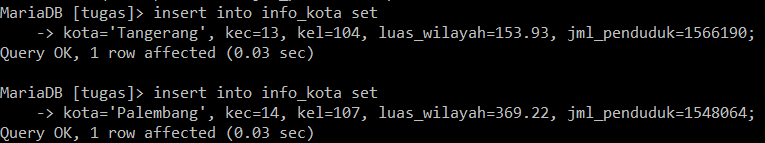 MariaDB [tugas]> insert into info_kota set
    -> kota='Tangerang', kec=13, kel=104, luas_wilayah=153.93, jml_penduduk=1566190;
Query OK, 1 row affected (0.03 sec)

MariaDB [tugas]> insert into info_kota set
    -> kota='Palembang', kec=14, kel=107, luas_wilayah=369.22, jml_penduduk=1548064;
Query OK, 1 row affected (0.03 sec)